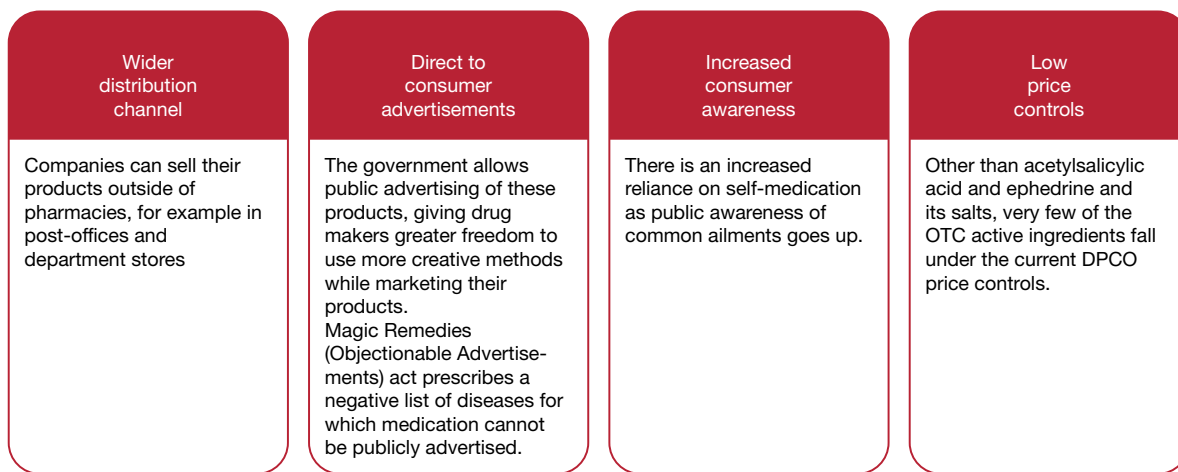 Wider
distribution
channel
Companies can sell their
products outside of
pharmacies, for example in
post-offices and
department stores
Direct to
consumer
advertisements
The government allows
public advertising of these
products, giving drug
makers greater freedom to
use more creative methods
while marketing their
products.
Magic Remedies
(Objectionable Advertise-
ments) act prescribes a
negative list of diseases for
which medication cannot
be publicly advertised.
Increased
consumer
awareness
There is an increased
reliance on self-medication
as public awareness of
common ailments goes up.
Low
price
controls
Other than acetylsalicylic
acid and ephedrine and
its salts, very few of the
OTC active ingredients fall
under the current DPCO
price controls.